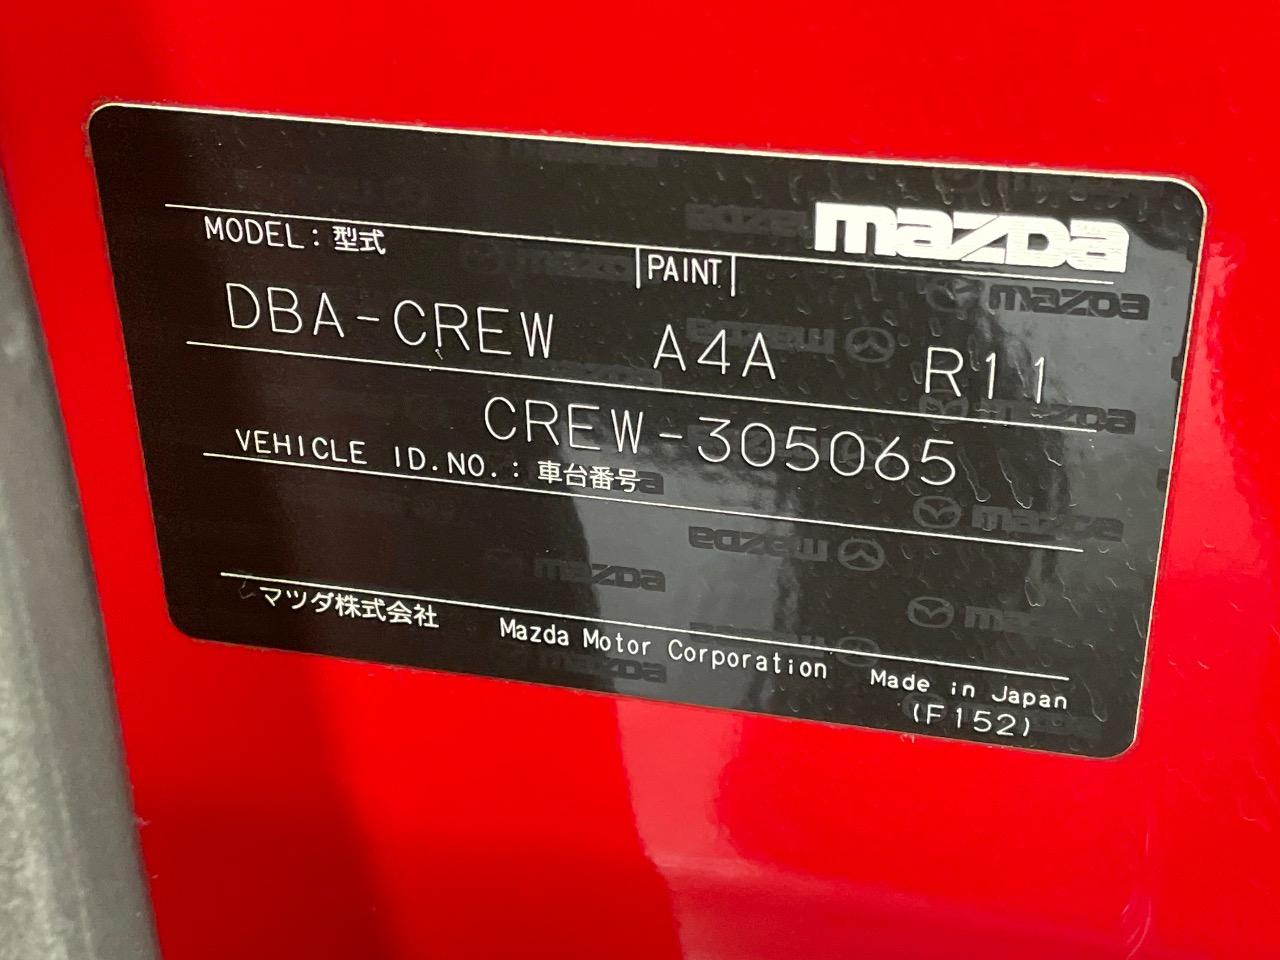 mazda
MODEL : 型式
PAINT
DBA-CREW A4A R11
CREW-305065
VEHICLE ID.NO. : 車台番号
マツダ株式会社 Mazda Motor Corporation Made in Japan
(F152)